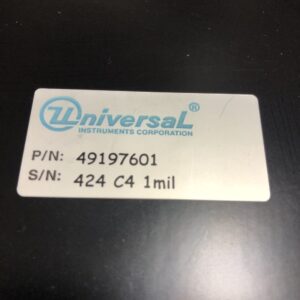 Universal®
INSTRUMENTS CORPORATION
P/N: 49197601
S/N: 424 C4 1mil